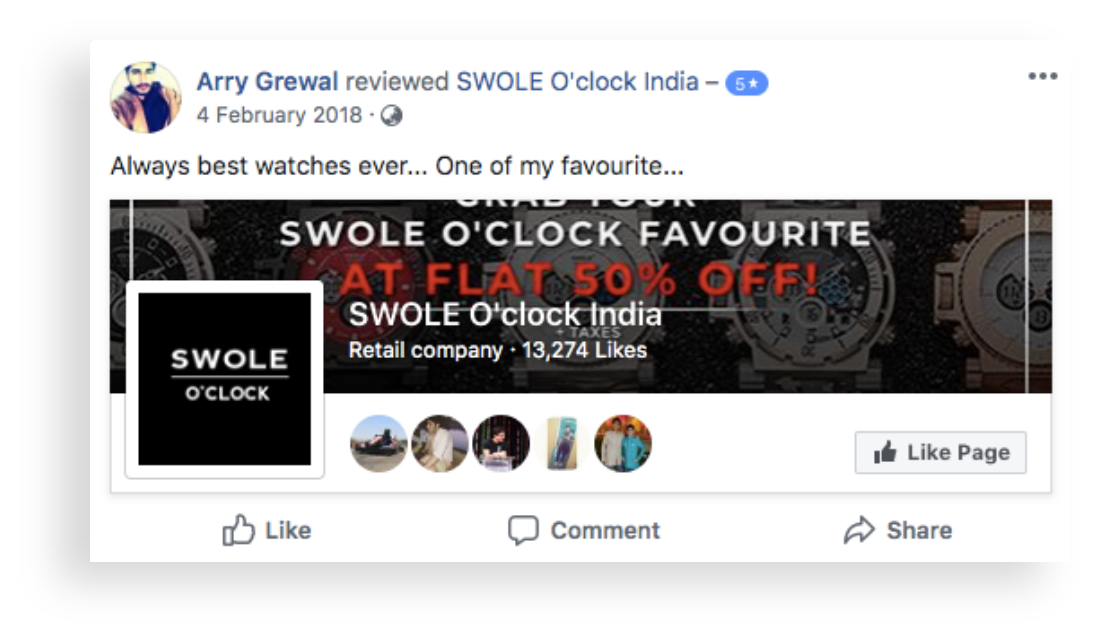 Arry Grewal reviewed SWOLE O'clock India – 5★
4 February 2018 ·
Always best watches ever... One of my favourite...
GRAB YOUR
SWOLE O'CLOCK FAVOURITE
AT FLAT 50% OFF!
SWOLE O'clock India
+ TAXES
Retail company · 13,274 Likes
SWOLE
O'CLOCK
Like Page
Like
Comment
Share